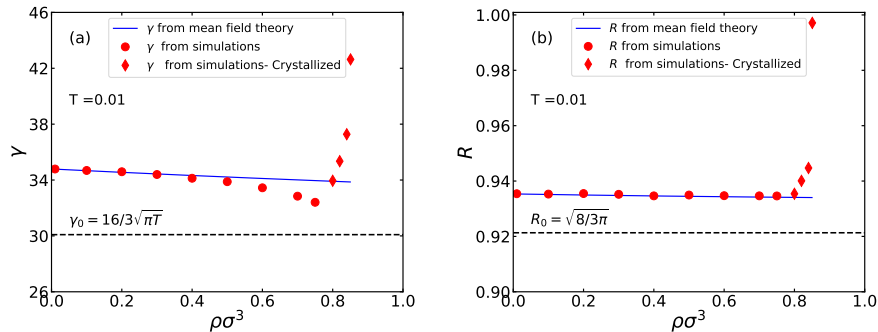 (a)
γ from mean field theory
γ from simulations
γ from simulations- Crystallized
T =0.01
γ₀ = 16/3√πT
46
42
38
34
30
26
0.0 0.2 0.4 0.6 0.8 1.0
γ
ρσ³
(b)
R from mean field theory
R from simulations
R from simulations- Crystallized
T =0.01
R₀ = √8/3π
1.00
0.98
0.96
0.94
0.92
0.90
0.0 0.2 0.4 0.6 0.8 1.0
R
ρσ³